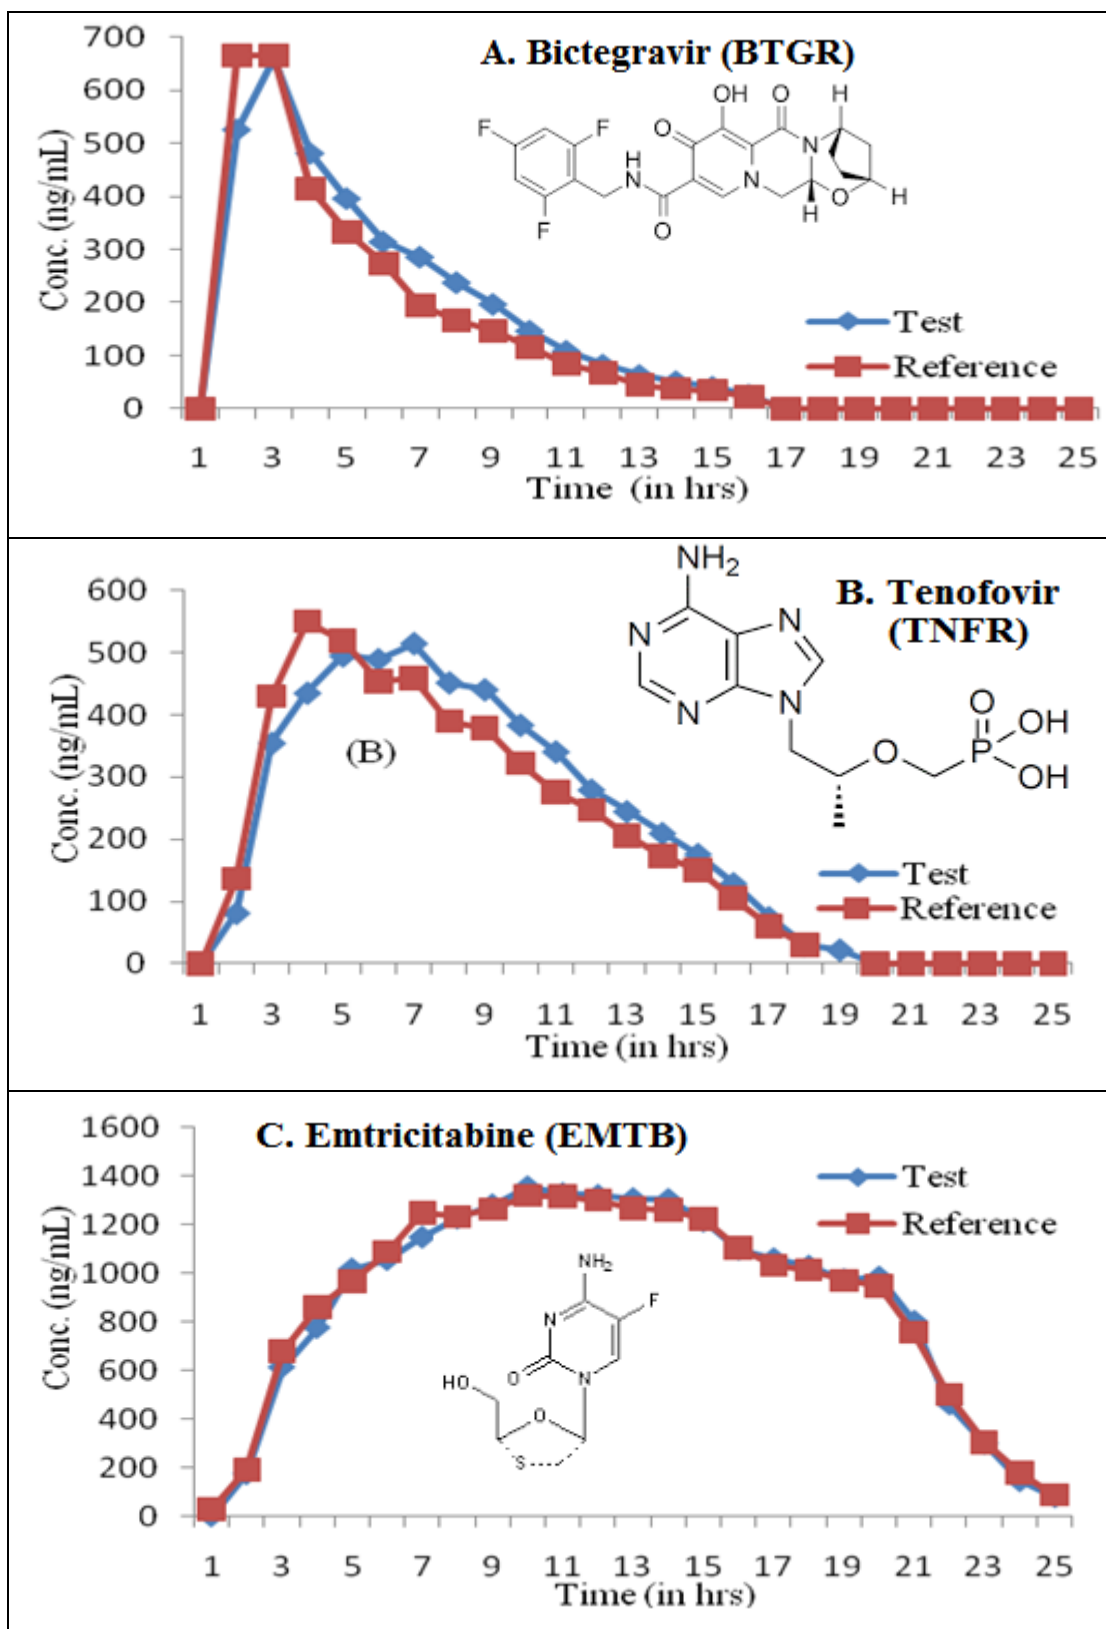 A. Bictegravir (BTGR)
700
600
500
400
300
200
100
0
Conc. (ng/mL)
OH
O
H
F
F
O
N
H
N
N
H
O
H
O
F
Test
Reference
1 3 5 7 9 11 13 15 17 19 21 23 25
Time (in hrs)
B. Tenofovir
(TNFR)
600
500
400
300
200
100
0
Conc. (ng/mL)
NH2
N
N
N
N
O
P
O
OH
OH
(B)
Test
Reference
1 3 5 7 9 11 13 15 17 19 21 23 25
Time (in hrs)
C. Emtricitabine (EMTB)
1600
1400
1200
1000
800
600
400
200
0
Conc. (ng/mL)
Test
Reference
NH2
N
F
O
N
HO
O
S
1 3 5 7 9 11 13 15 17 19 21 23 25
Time (in hrs)